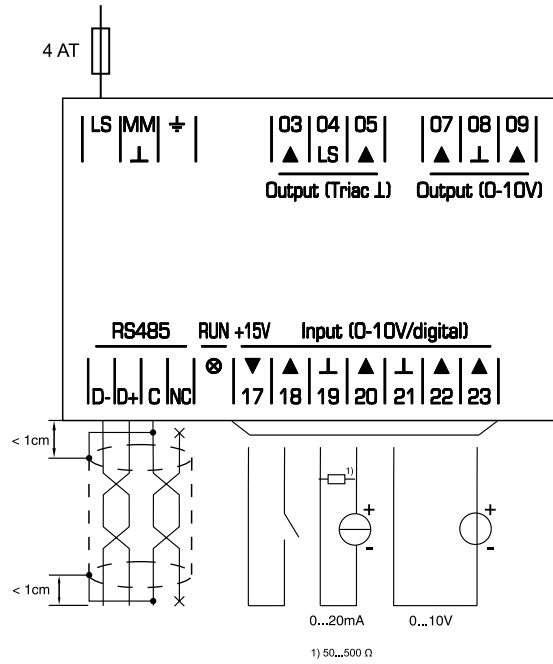 4 AT
LS MM ⏚ 03 04 05 07 08 09
⊥ ▲ LS ▲ ▲ ⊥ ▲
Output (Triac ⊥) Output (0-10V)
RS485 RUN +15V Input (0-10V/digital)
⊗ ▼ ▲ ⊥ ▲ ⊥ ▲ ▲
D- D+ C NC 17 18 19 20 21 22 23
< 1cm
1)
+ +
- -
< 1cm
0...20mA 0...10V
1) 50...500 Ω